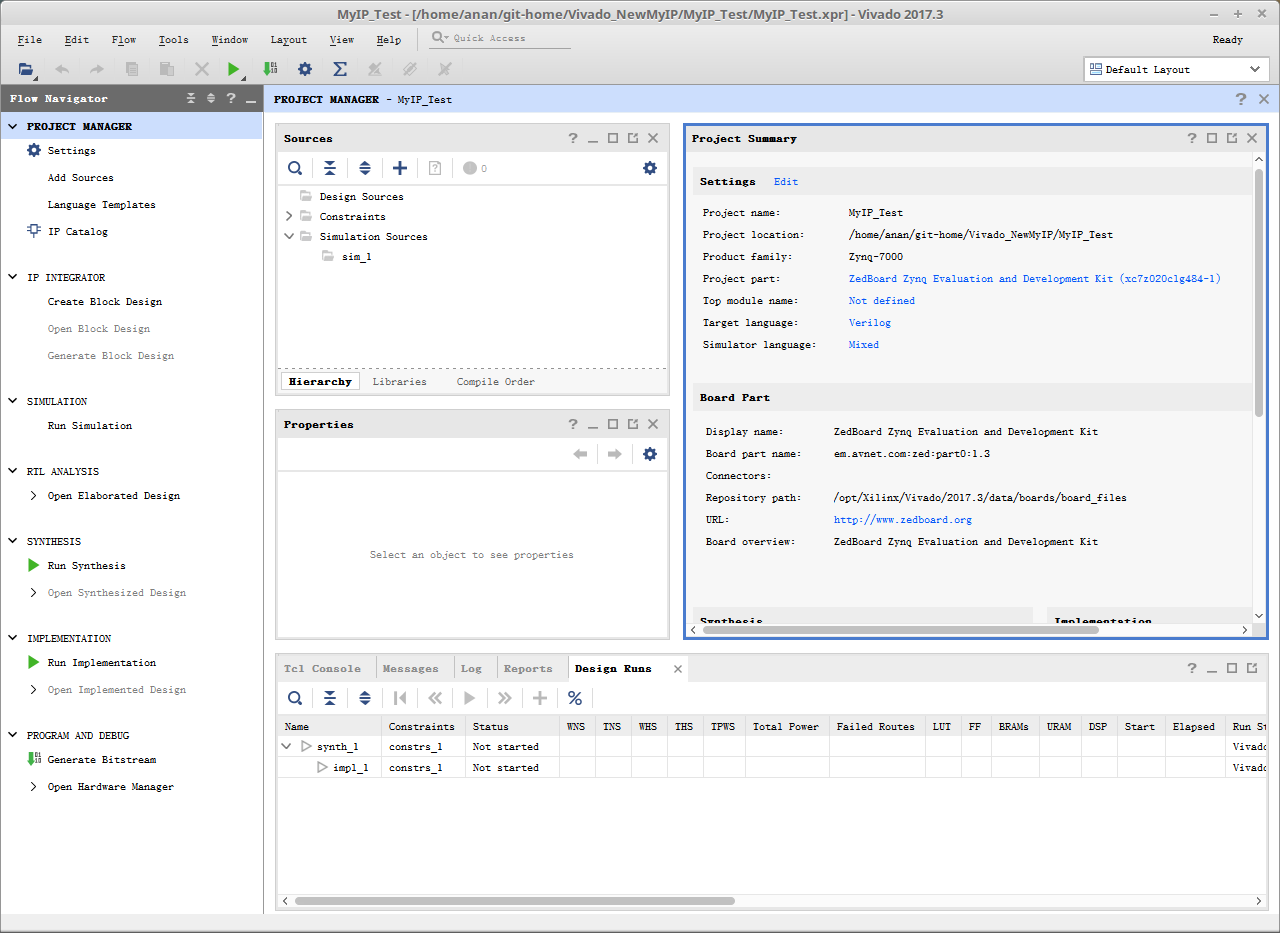 MyIP_Test - [/home/anan/git-home/Vivado_NewMyIP/MyIP_Test/MyIP_Test.xpr] - Vivado 2017.3
File Edit Flow Tools Window Layout View Help Quick Access Ready
Default Layout
Flow Navigator
PROJECT MANAGER
Settings
Add Sources
Language Templates
IP Catalog
IP INTEGRATOR
Create Block Design
Open Block Design
Generate Block Design
SIMULATION
Run Simulation
RTL ANALYSIS
Open Elaborated Design
SYNTHESIS
Run Synthesis
Open Synthesized Design
IMPLEMENTATION
Run Implementation
Open Implemented Design
PROGRAM AND DEBUG
Generate Bitstream
Open Hardware Manager
PROJECT MANAGER - MyIP_Test
Sources
0
Design Sources
Constraints
Simulation Sources
sim_1
Hierarchy Libraries Compile Order
Properties
Select an object to see properties
Project Summary
Settings Edit
Project name: MyIP_Test
Project location: /home/anan/git-home/Vivado_NewMyIP/MyIP_Test
Product family: Zynq-7000
Project part: ZedBoard Zynq Evaluation and Development Kit (xc7z020clg484-1)
Top module name: Not defined
Target language: Verilog
Simulator language: Mixed
Board Part
Display name: ZedBoard Zynq Evaluation and Development Kit
Board part name: em.avnet.com:zed:part0:1.3
Connectors:
Repository path: /opt/Xilinx/Vivado/2017.3/data/boards/board_files
URL: http://www.zedboard.org
Board overview: ZedBoard Zynq Evaluation and Development Kit
Synthesis Implementation
Tcl Console Messages Log Reports Design Runs
Name Constraints Status WNS TNS WHS THS TPWS Total Power Failed Routes LUT FF BRAMs URAM DSP Start Elapsed Run St
synth_1 constrs_1 Not started Vivado
impl_1 constrs_1 Not started Vivado